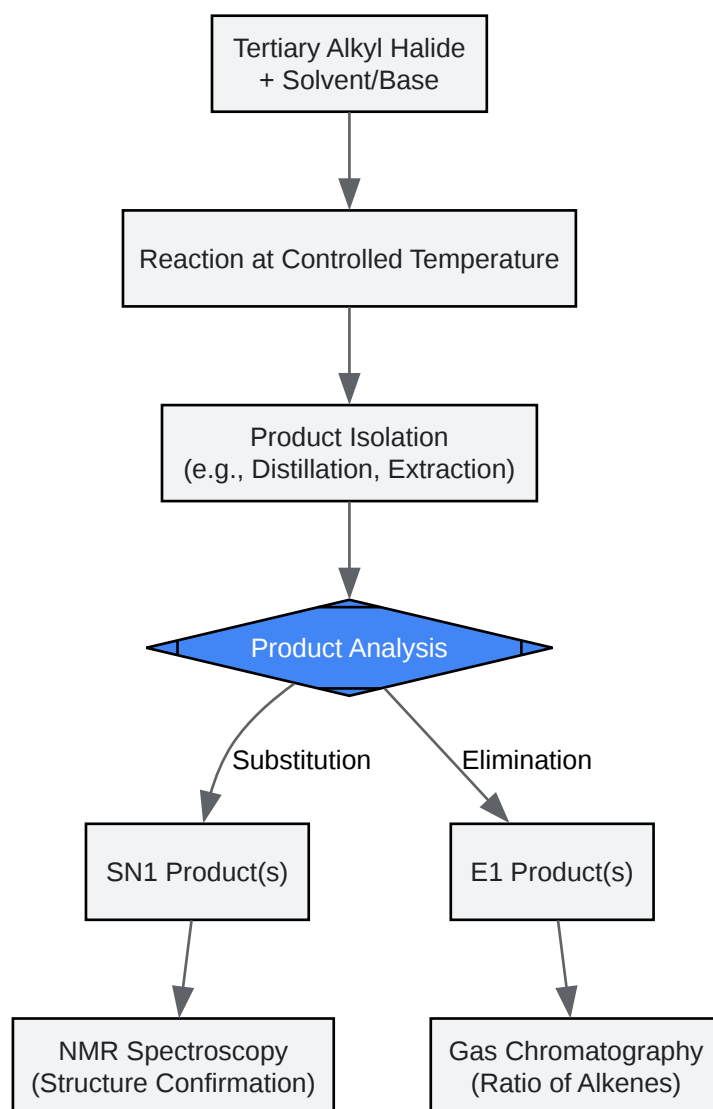 Tertiary Alkyl Halide
+ Solvent/Base
Reaction at Controlled Temperature
Product Isolation
(e.g., Distillation, Extraction)
Product Analysis
Substitution
Elimination
SN1 Product(s)
E1 Product(s)
NMR Spectroscopy
(Structure Confirmation)
Gas Chromatography
(Ratio of Alkenes)